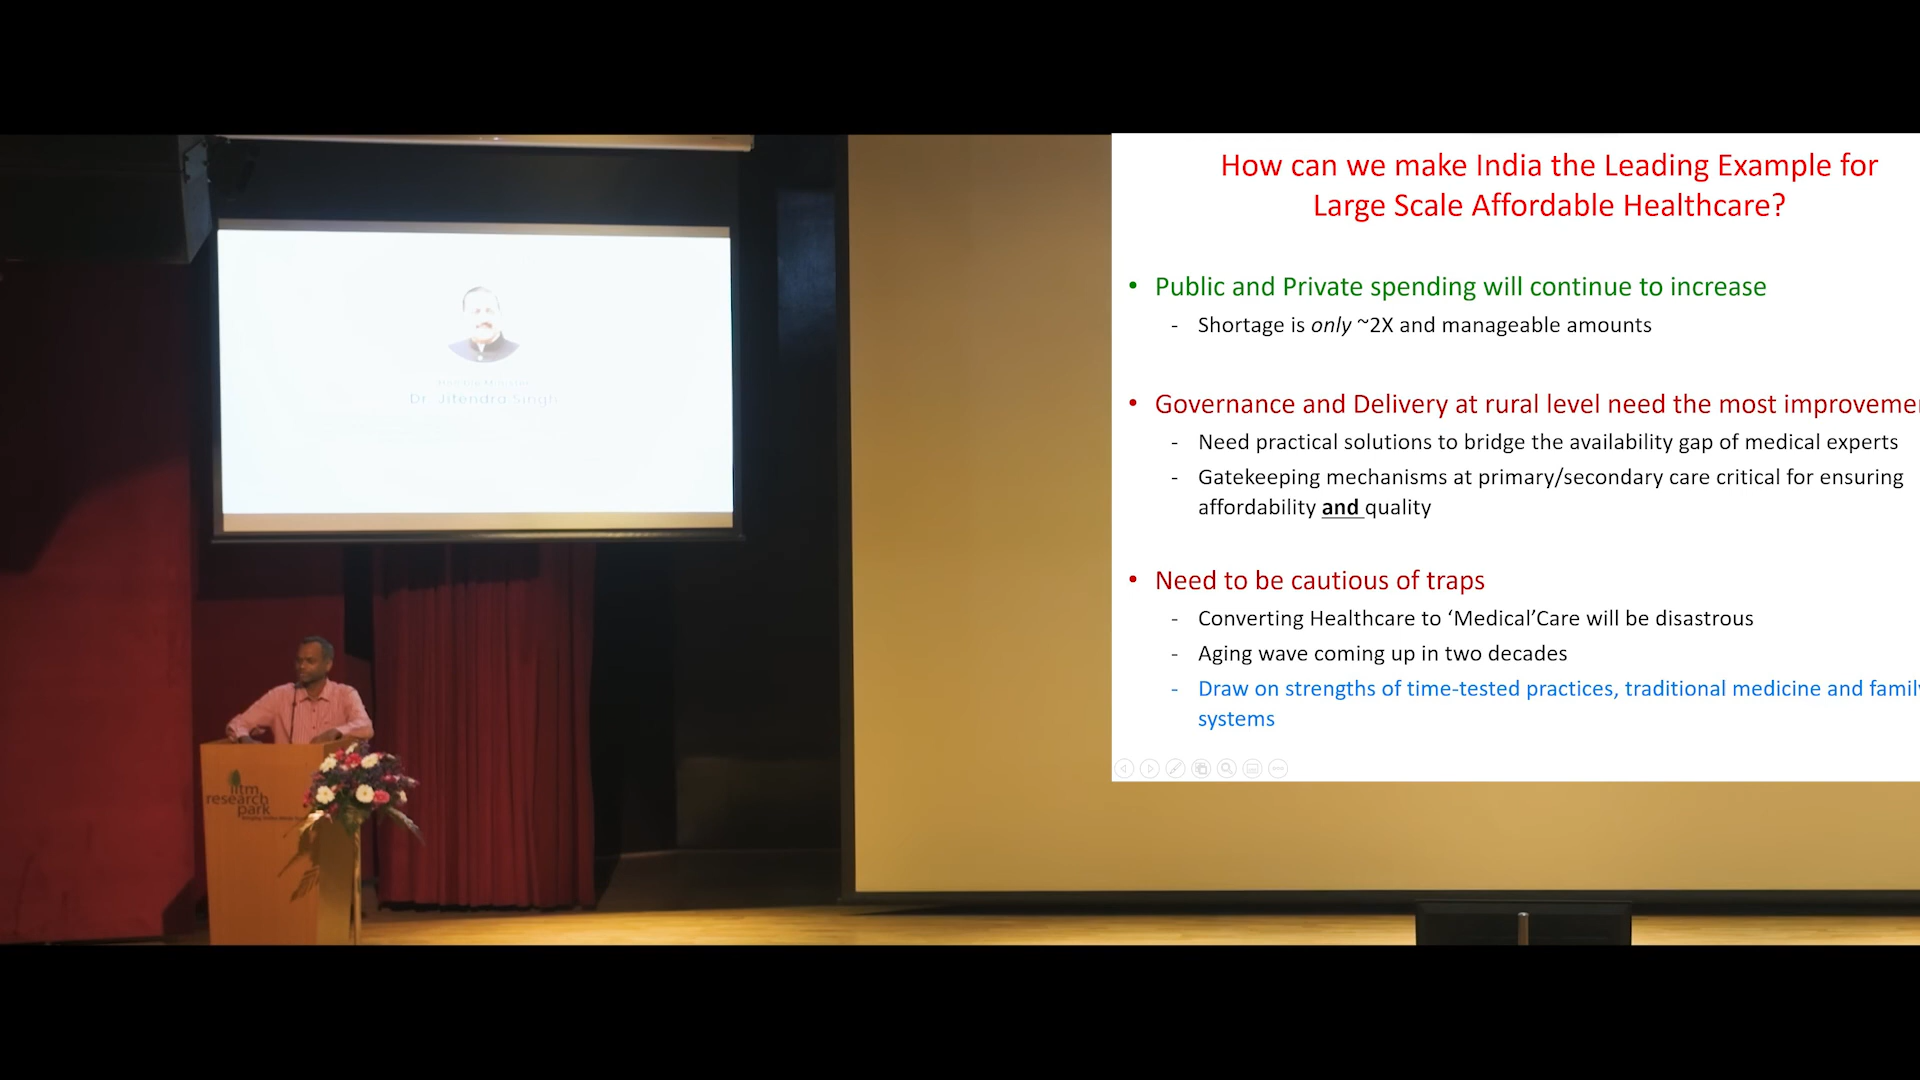 How can we make India the Leading Example for
Large Scale Affordable Healthcare?
• Public and Private spending will continue to increase
- Shortage is only ~2X and manageable amounts
• Governance and Delivery at rural level need the most improveme
- Need practical solutions to bridge the availability gap of medical experts
- Gatekeeping mechanisms at primary/secondary care critical for ensuring
affordability and quality
• Need to be cautious of traps
- Converting Healthcare to ‘Medical’Care will be disastrous
- Aging wave coming up in two decades
- Draw on strengths of time-tested practices, traditional medicine and family
systems
Dr. Jitendra Singh
iitm
research
park